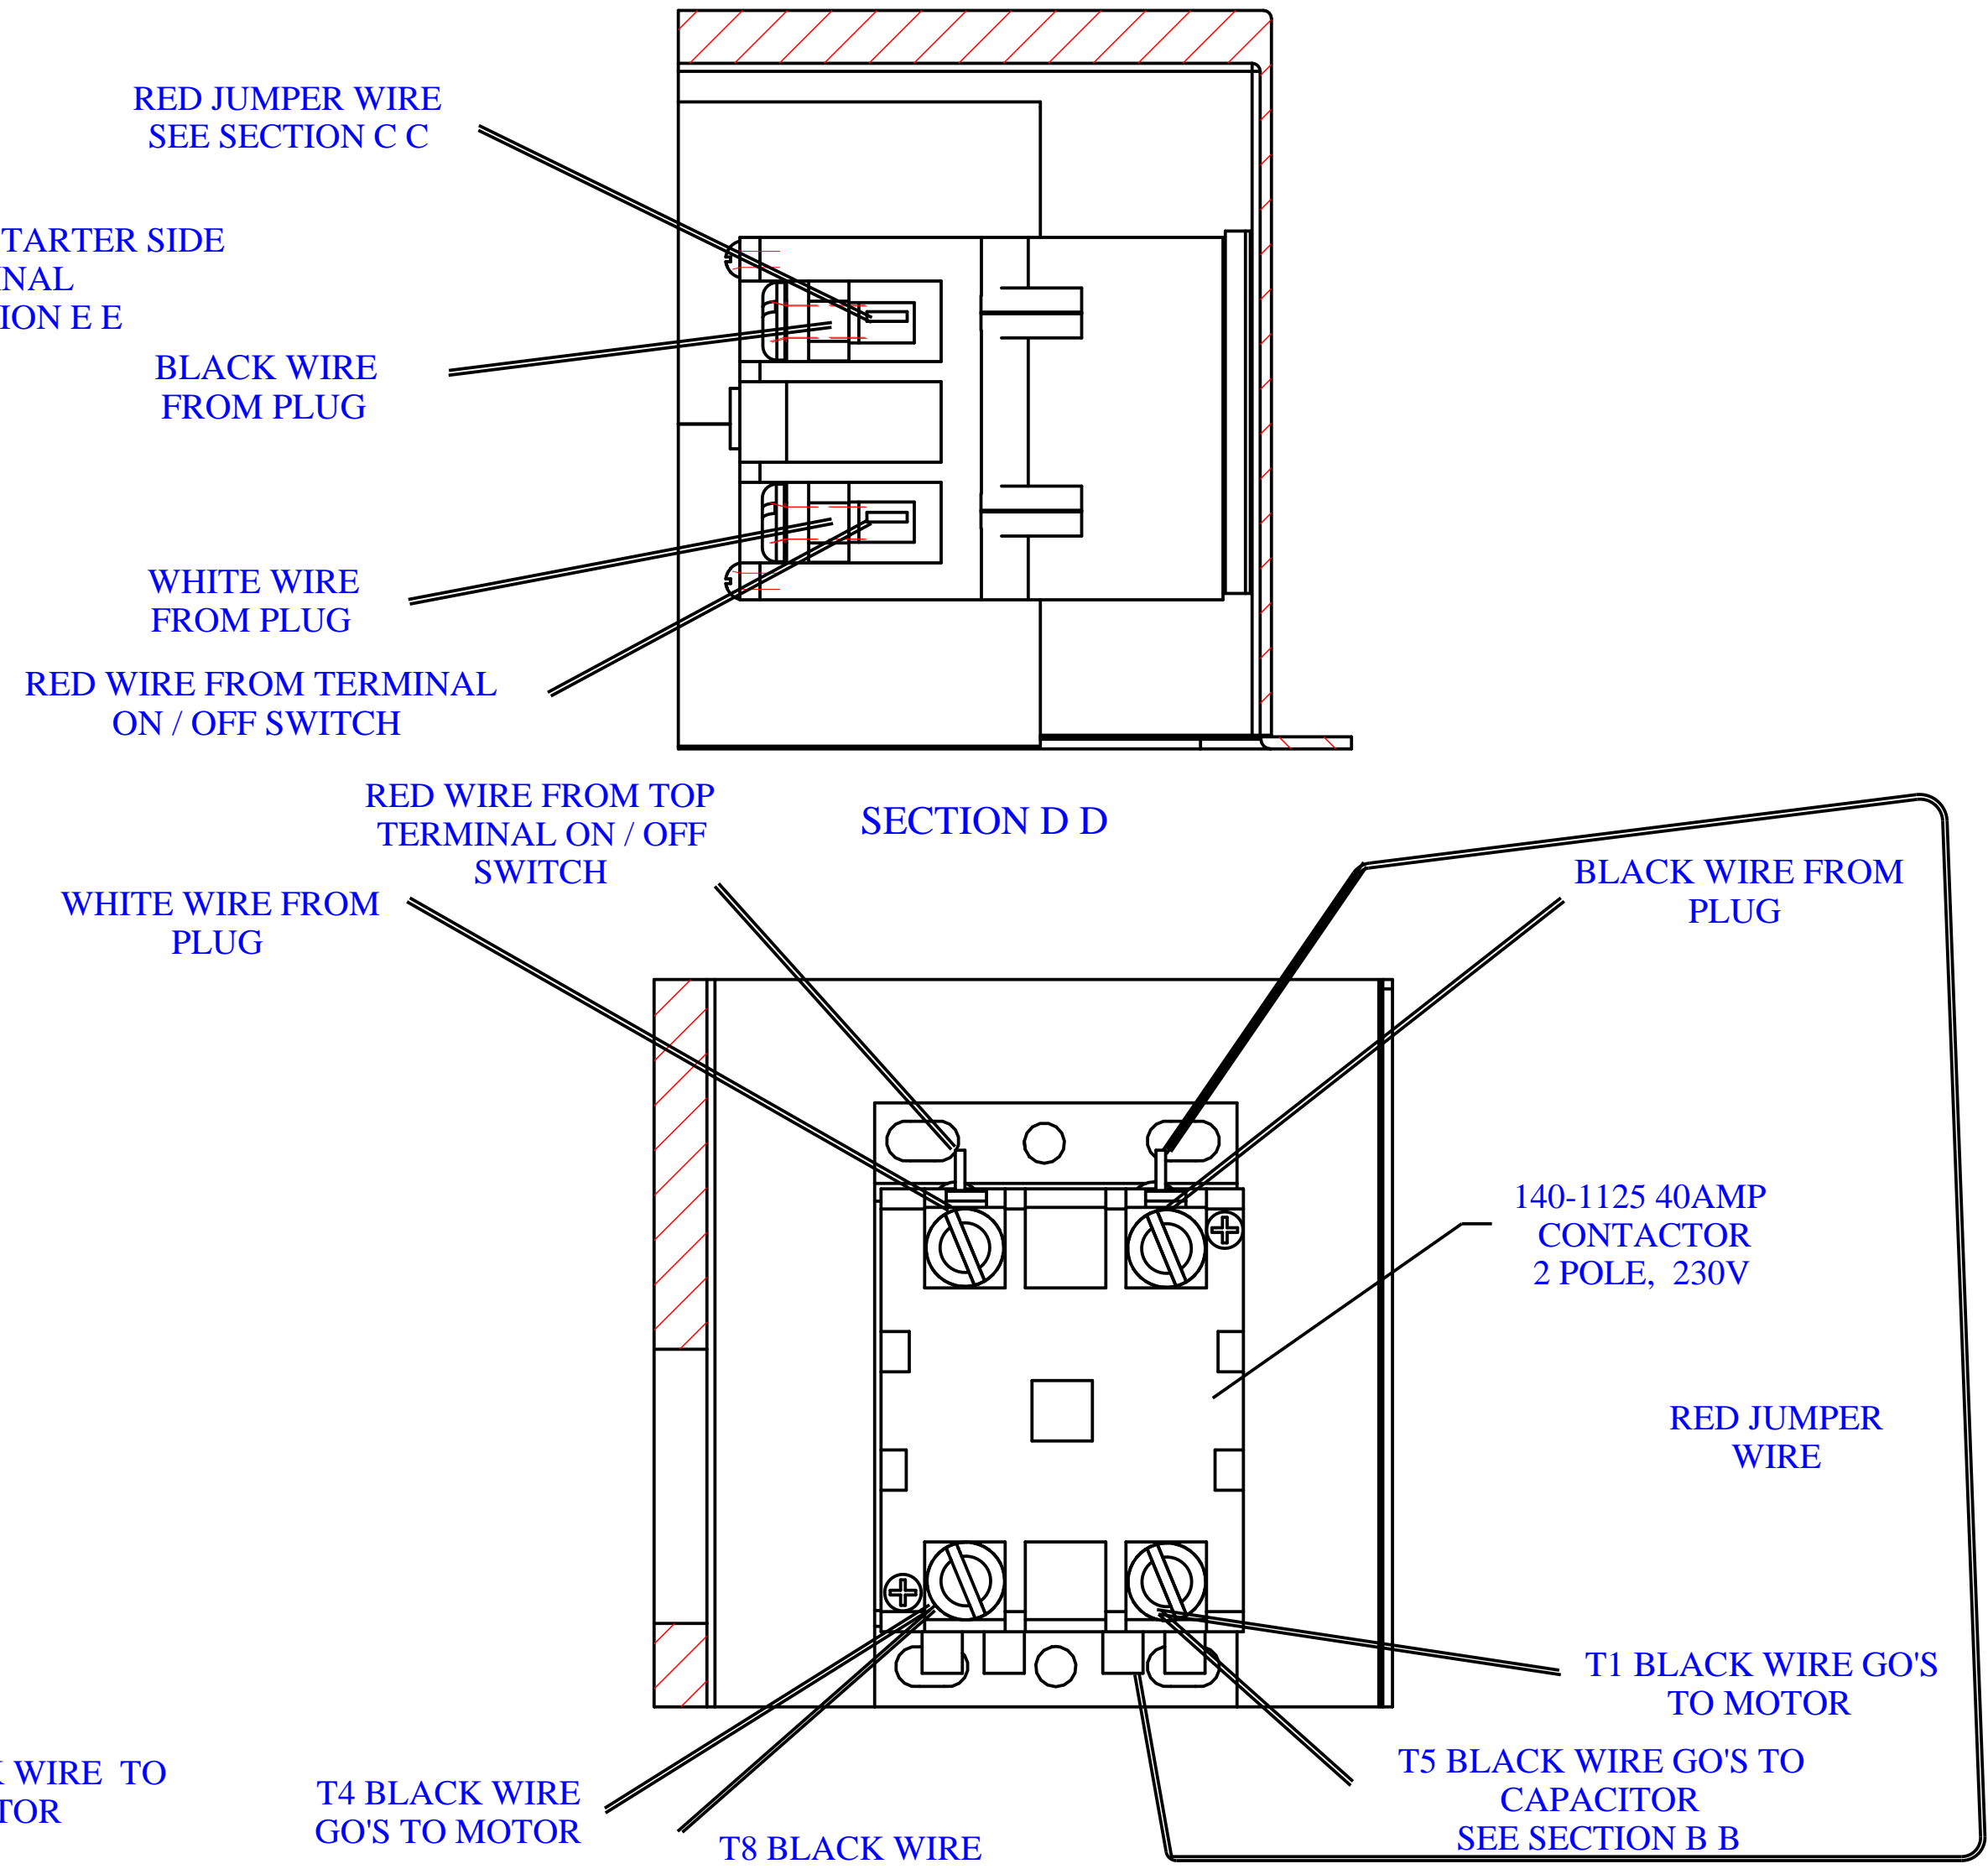 RED JUMPER WIRE
SEE SECTION C C
TARTER SIDE
NAL
ION E E
BLACK WIRE
FROM PLUG
WHITE WIRE
FROM PLUG
RED WIRE FROM TERMINAL
ON / OFF SWITCH
SECTION D D
RED WIRE FROM TOP
TERMINAL ON / OFF
SWITCH
WHITE WIRE FROM
PLUG
BLACK WIRE FROM
PLUG
140-1125 40AMP
CONTACTOR
2 POLE, 230V
RED JUMPER
WIRE
T1 BLACK WIRE GO'S
TO MOTOR
T5 BLACK WIRE GO'S TO
CAPACITOR
SEE SECTION B B
WIRE TO
TOR
T4 BLACK WIRE
GO'S TO MOTOR
T8 BLACK WIRE